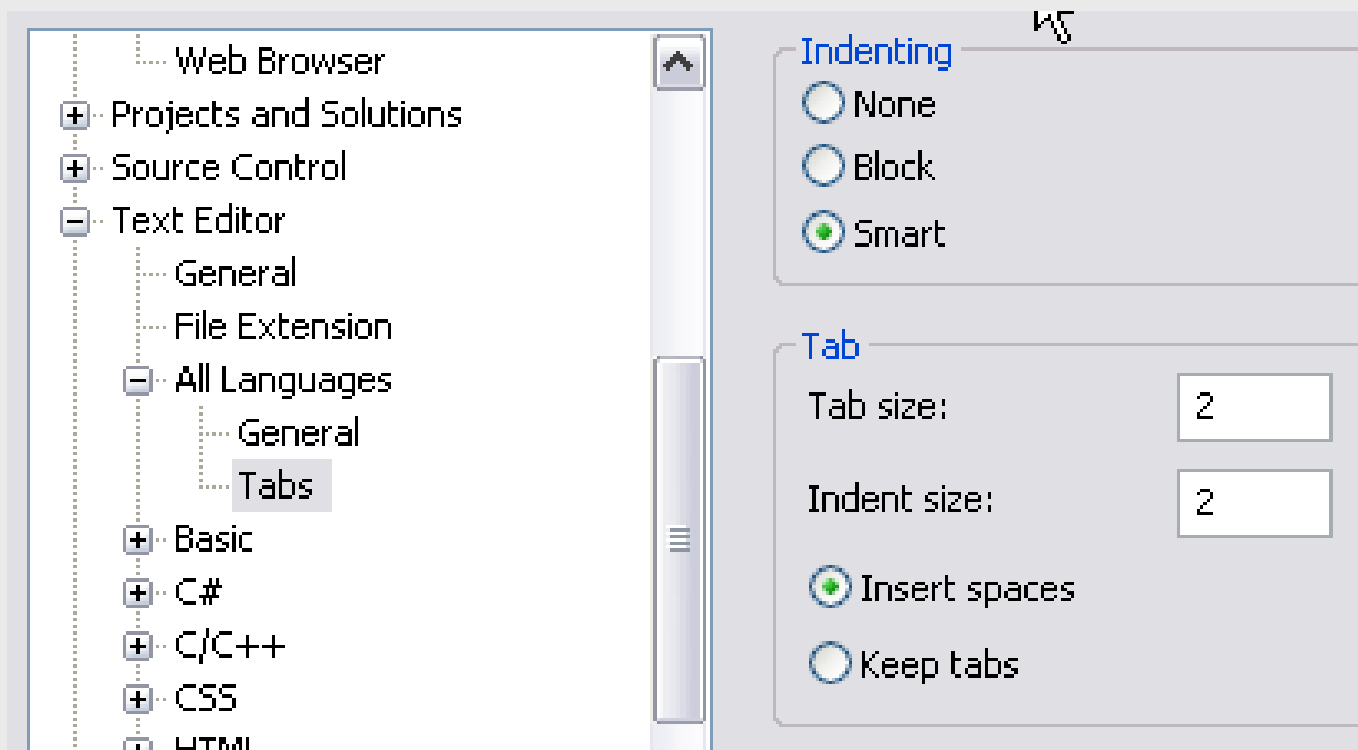 Web Browser
Projects and Solutions
Source Control
Text Editor
General
File Extension
All Languages
General
Tabs
Basic
C#
C/C++
CSS
HTML
Indenting
None
Block
Smart
Tab
Tab size:
2
Indent size:
2
Insert spaces
Keep tabs